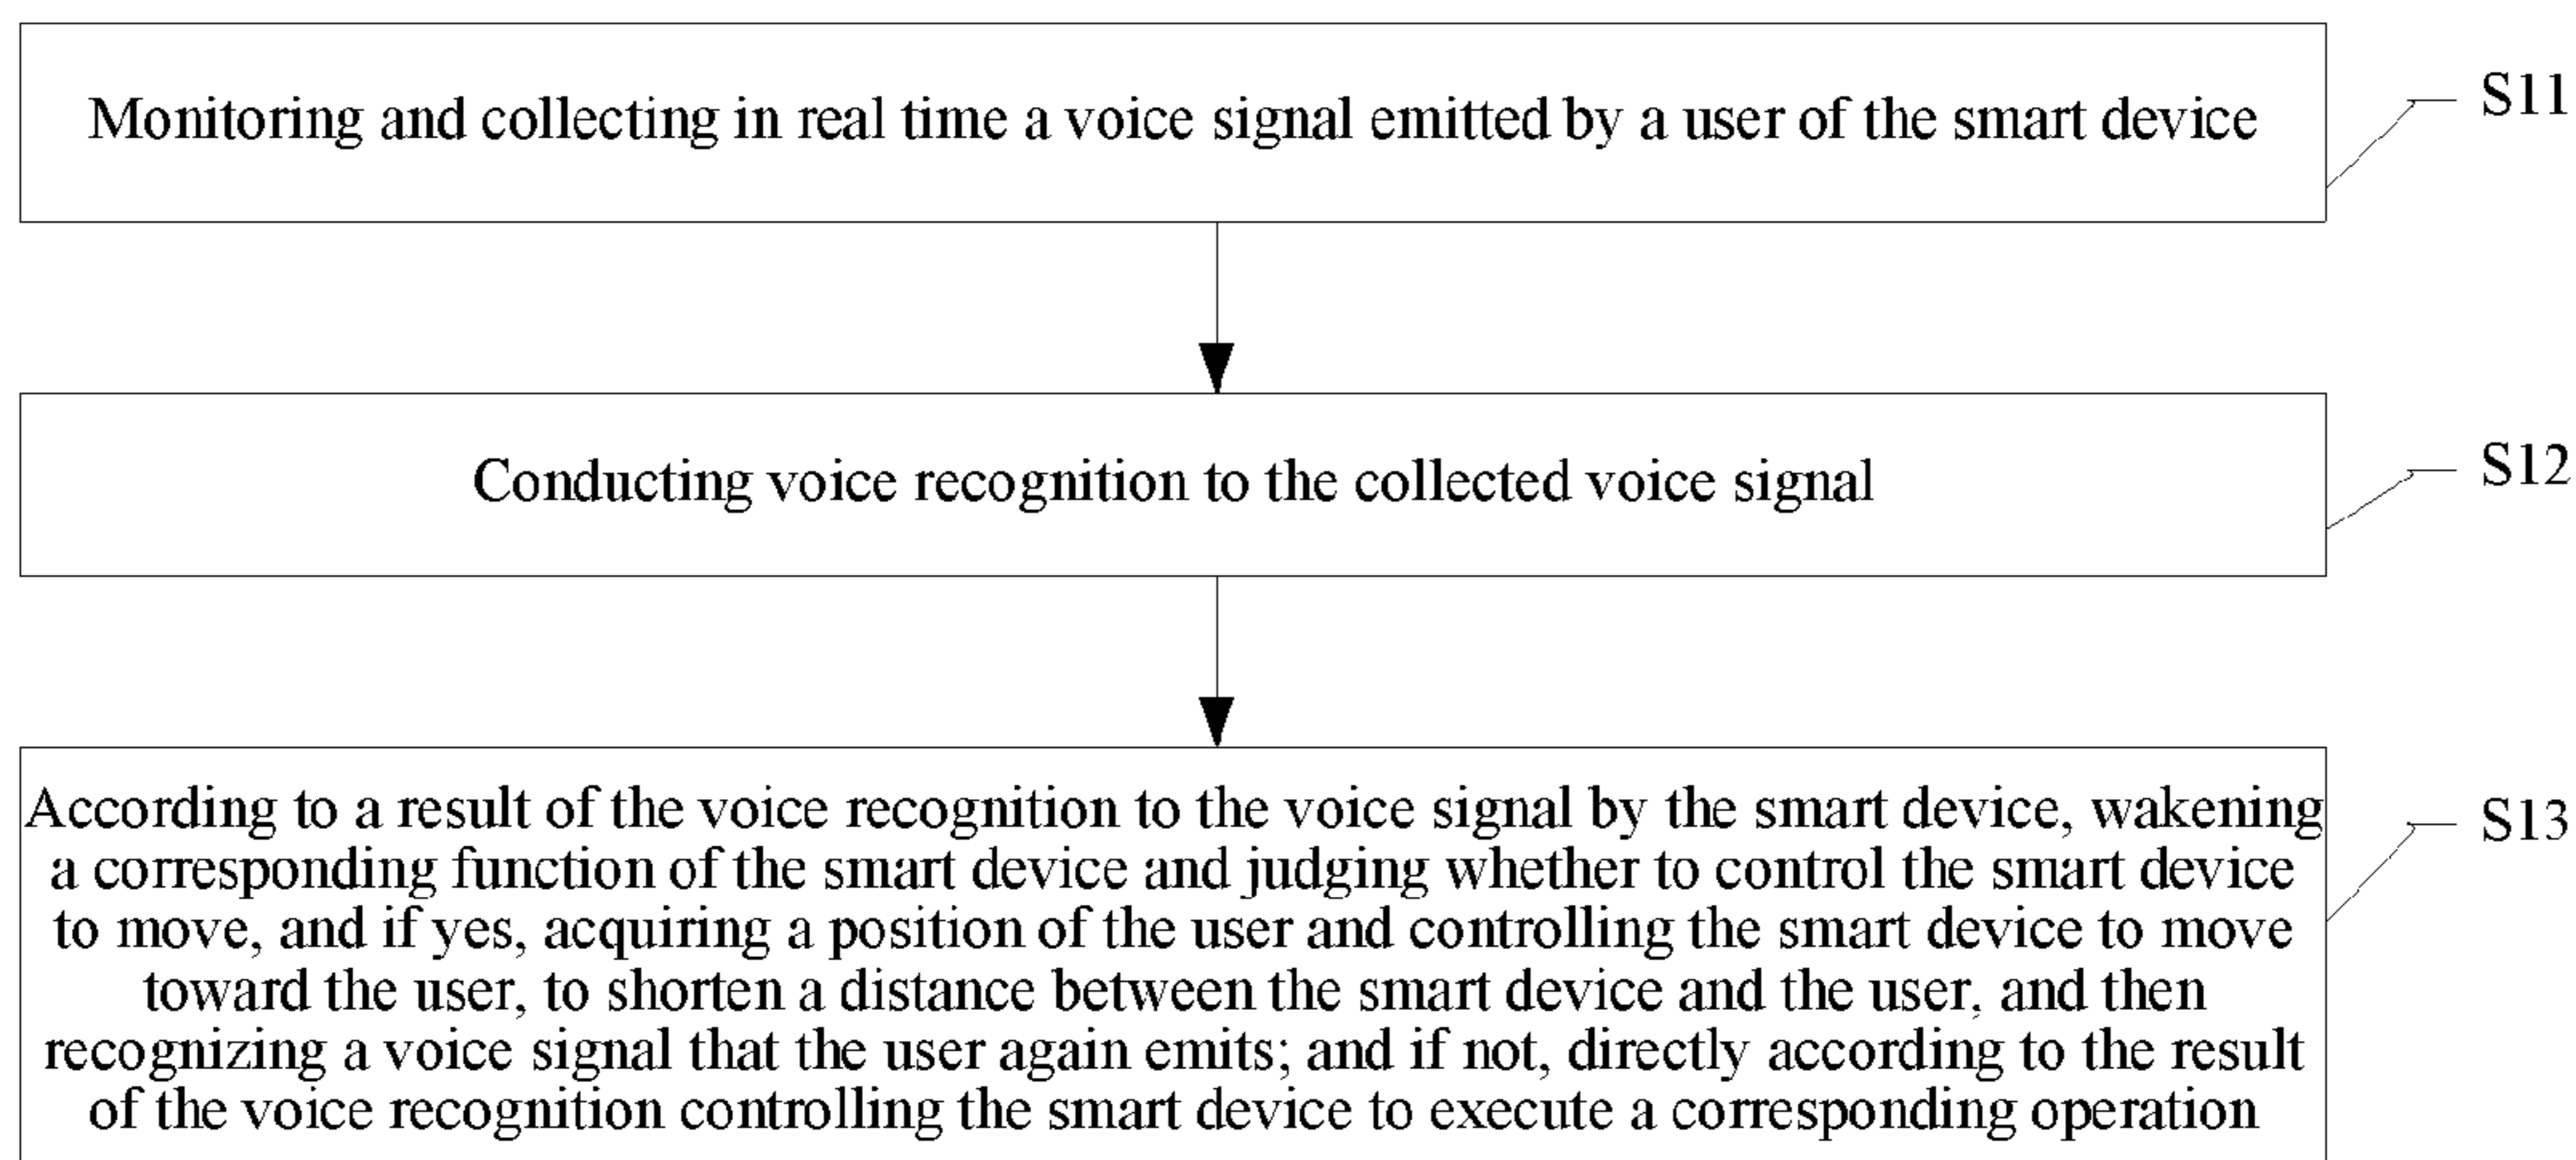 Monitoring and collecting in real time a voice signal emitted by a user of the smart device
S11
Conducting voice recognition to the collected voice signal
S12
According to a result of the voice recognition to the voice signal by the smart device, wakening
a corresponding function of the smart device and judging whether to control the smart device
to move, and if yes, acquiring a position of the user and controlling the smart device to move
toward the user, to shorten a distance between the smart device and the user, and then
recognizing a voice signal that the user again emits; and if not, directly according to the result
of the voice recognition controlling the smart device to execute a corresponding operation
S13